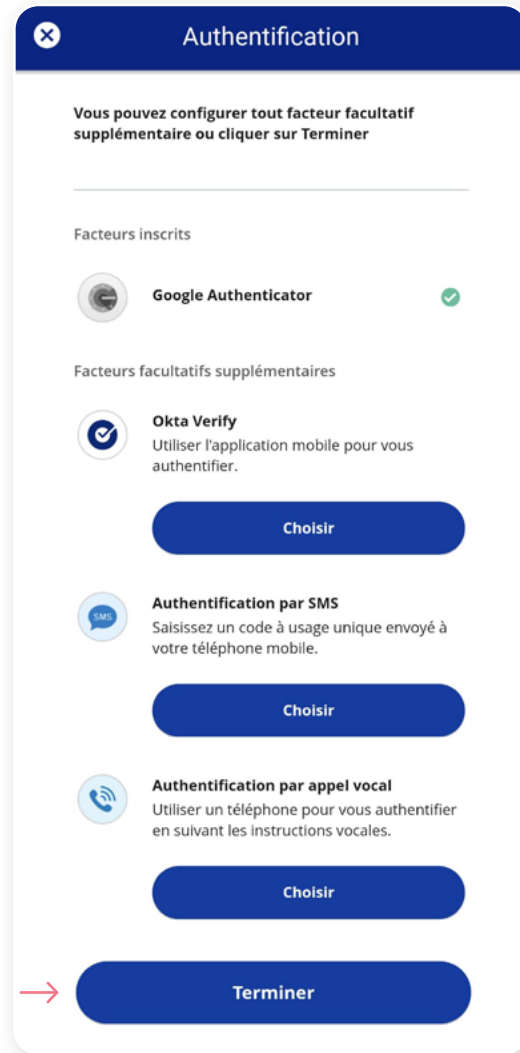 Authentification
Vous pouvez configurer tout facteur facultatif
supplémentaire ou cliquer sur Terminer
Facteurs inscrits
Google Authenticator
Facteurs facultatifs supplémentaires
Okta Verify
Utiliser l'application mobile pour vous
authentifier.
Choisir
SMS
Authentification par SMS
Saisissez un code à usage unique envoyé à
votre téléphone mobile.
Choisir
Authentification par appel vocal
Utiliser un téléphone pour vous authentifier
en suivant les instructions vocales.
Choisir
Terminer